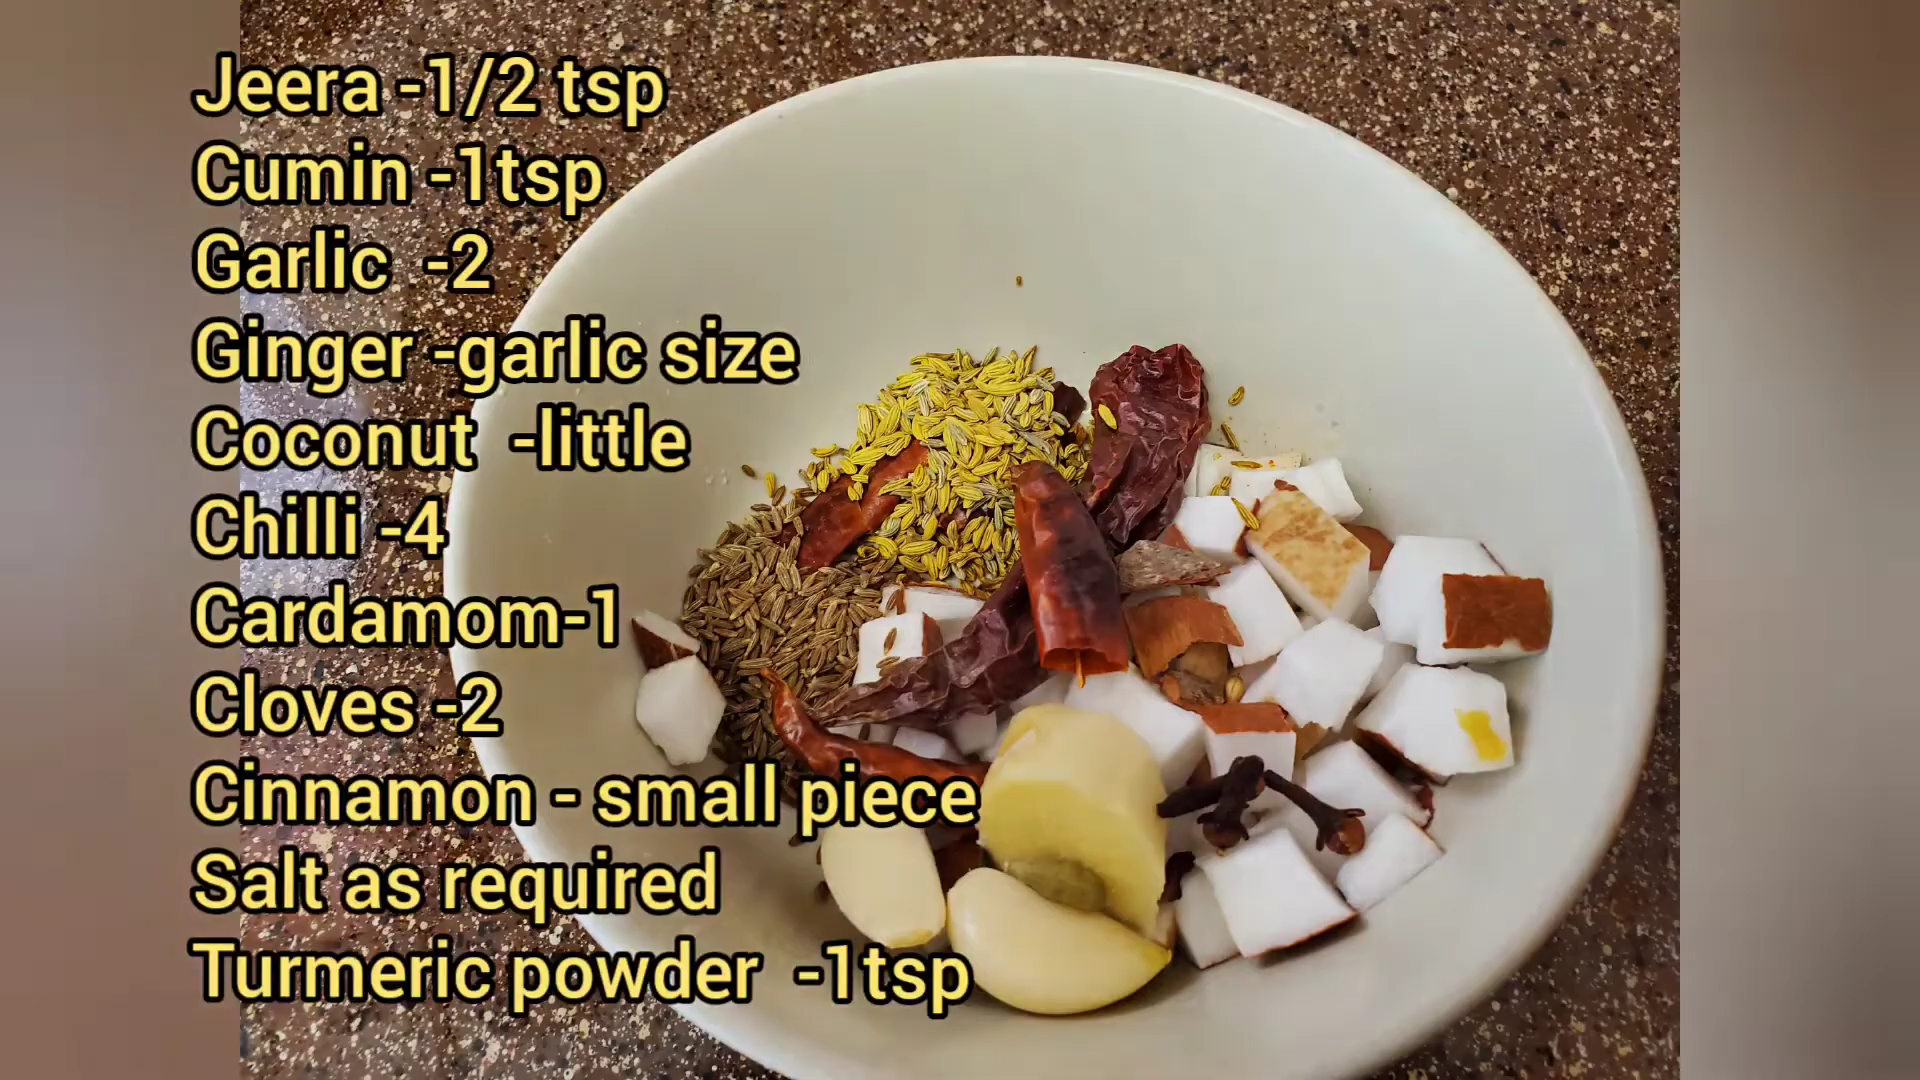 Jeera -1/2 tsp
Cumin -1tsp
Garlic -2
Ginger -garlic size
Coconut -little
Chilli -4
Cardamom-1
Cloves -2
Cinnamon - small piece
Salt as required
Turmeric powder -1tsp